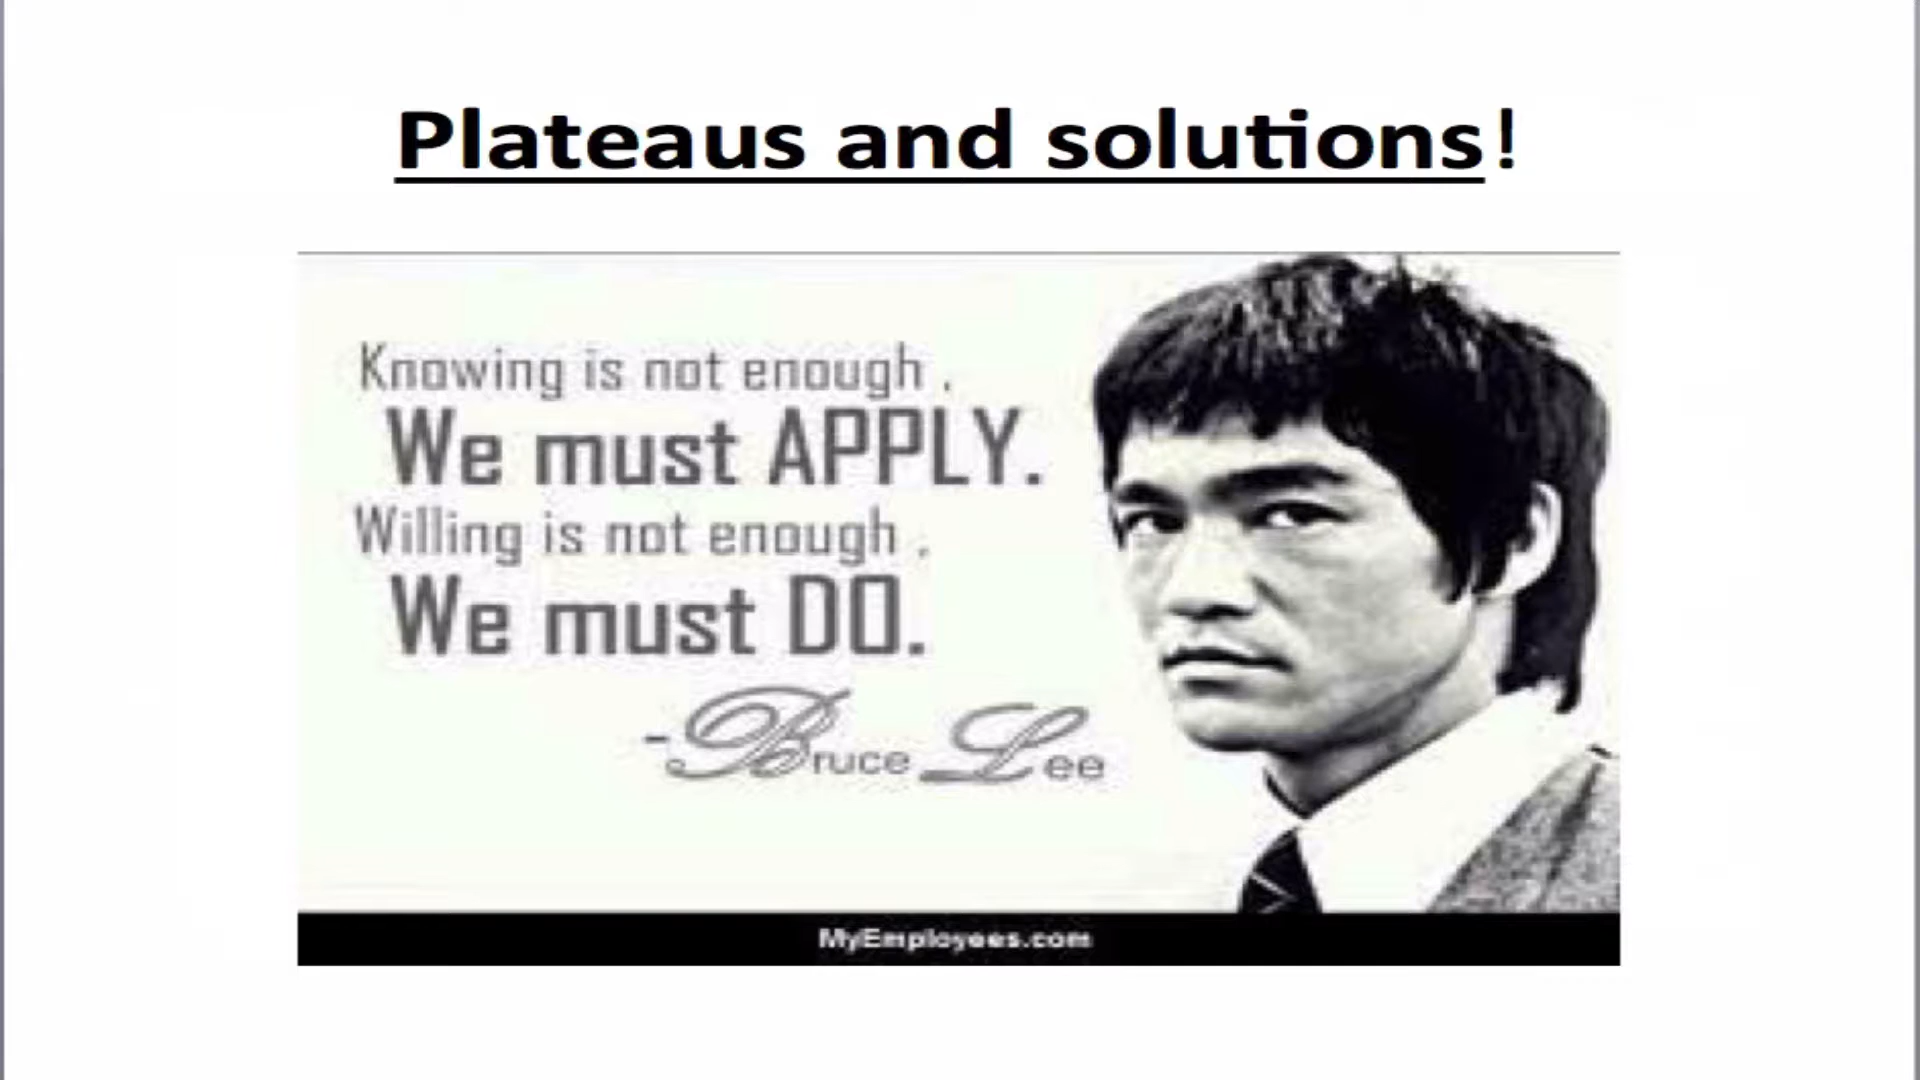 Plateaus and solutions!
Knowing is not enough .
We must APPLY.
Willing is not enough .
We must DO.
-Bruce Lee
MyEmployees.com